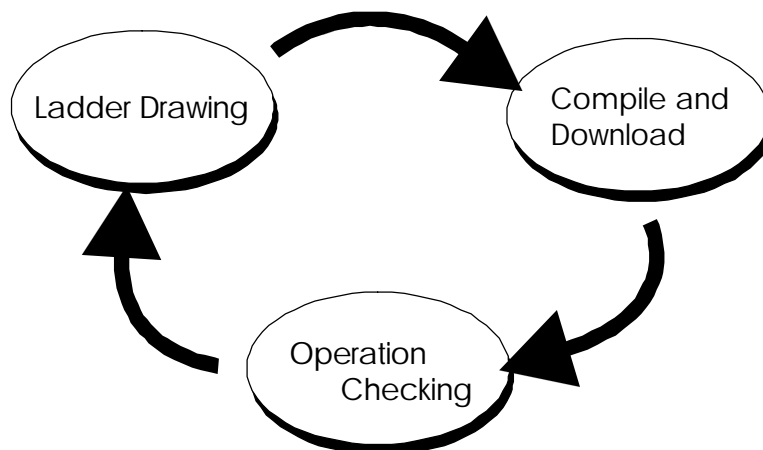 Ladder Drawing
Compile and
Download
Operation
Checking